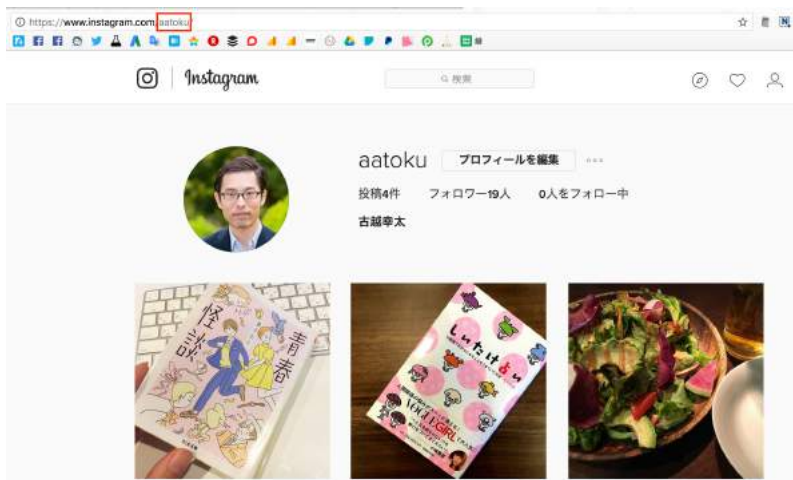 https://www.instagram.com/aatoku/
Instagram
検索
aatoku
プロフィールを編集
投稿4件 フォロワー19人 0人をフォロー中
古越幸太
青春
怪談
しいたけ占い
VOGUE GIRL